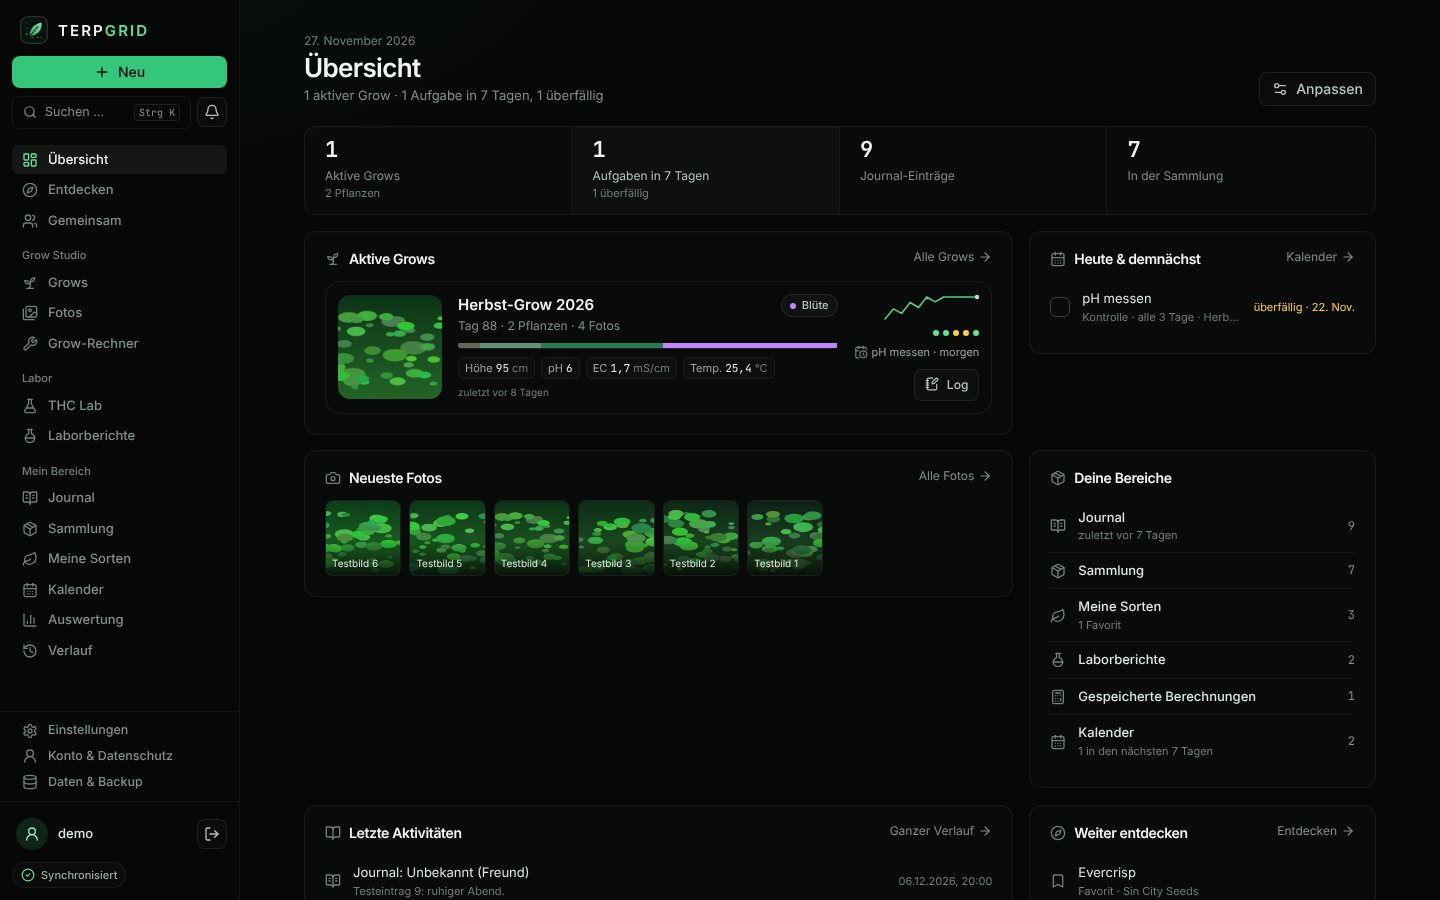 TERPGRID
Neu
Suchen ...
Strg K
Übersicht
Entdecken
Gemeinsam
Grow Studio
Grows
Fotos
Grow-Rechner
Labor
THC Lab
Laborberichte
Mein Bereich
Journal
Sammlung
Meine Sorten
Kalender
Auswertung
Verlauf
Einstellungen
Konto & Datenschutz
Daten & Backup
demo
Synchronisiert
27. November 2026
Übersicht
1 aktiver Grow · 1 Aufgabe in 7 Tagen, 1 überfällig
Anpassen
1
Aktive Grows
2 Pflanzen
1
Aufgaben in 7 Tagen
1 überfällig
9
Journal-Einträge
7
In der Sammlung
Aktive Grows
Alle Grows →
Herbst-Grow 2026
Blüte
Tag 88 · 2 Pflanzen · 4 Fotos
Höhe 95 cm
pH 6
EC 1,7 mS/cm
Temp. 25,4 °C
zuletzt vor 8 Tagen
pH messen · morgen
Log
Heute & demnächst
Kalender →
pH messen
Kontrolle · alle 3 Tage · Herb...
überfällig · 22. Nov.
Neueste Fotos
Alle Fotos →
Testbild 6
Testbild 5
Testbild 4
Testbild 3
Testbild 2
Testbild 1
Deine Bereiche
Journal
zuletzt vor 7 Tagen
9
Sammlung
7
Meine Sorten
1 Favorit
3
Laborberichte
2
Gespeicherte Berechnungen
1
Kalender
1 in den nächsten 7 Tagen
2
Letzte Aktivitäten
Ganzer Verlauf →
Journal: Unbekannt (Freund)
Testeintrag 9: ruhiger Abend.
06.12.2026, 20:00
Weiter entdecken
Entdecken →
Evercrisp
Favorit · Sin City Seeds